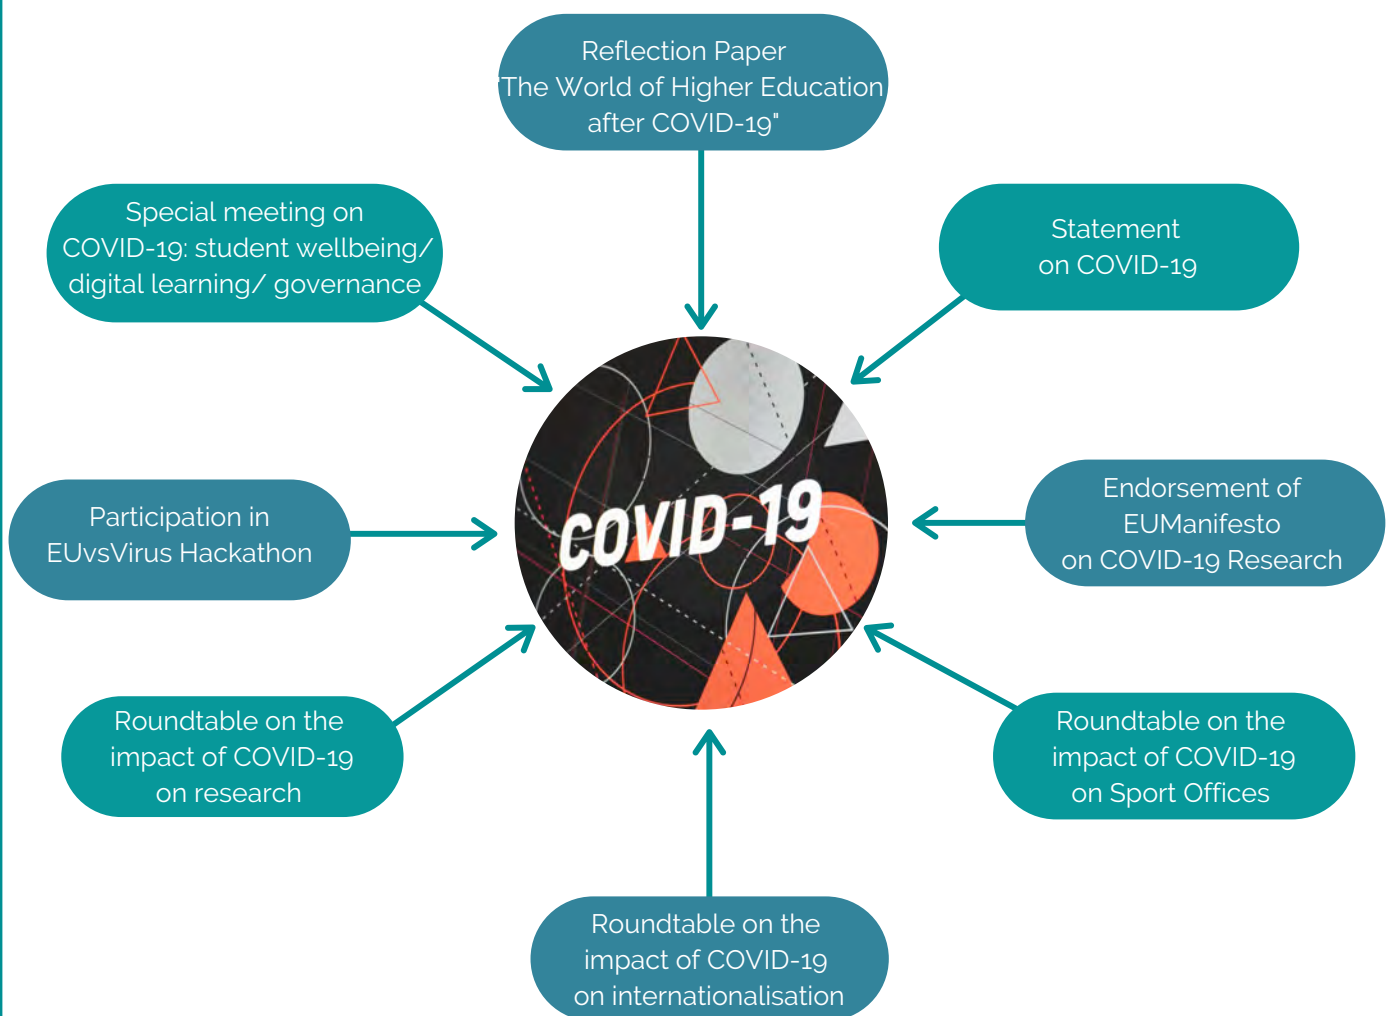 Reflection Paper
"The World of Higher Education
after COVID-19"
Special meeting on
COVID-19: student wellbeing/
digital learning/ governance
Statement
on COVID-19
COVID-19
Participation in
EUvsVirus Hackathon
Endorsement of
EUManifesto
on COVID-19 Research
Roundtable on the
impact of COVID-19
on research
Roundtable on the
impact of COVID-19
on Sport Offices
Roundtable on the
impact of COVID-19
on internationalisation